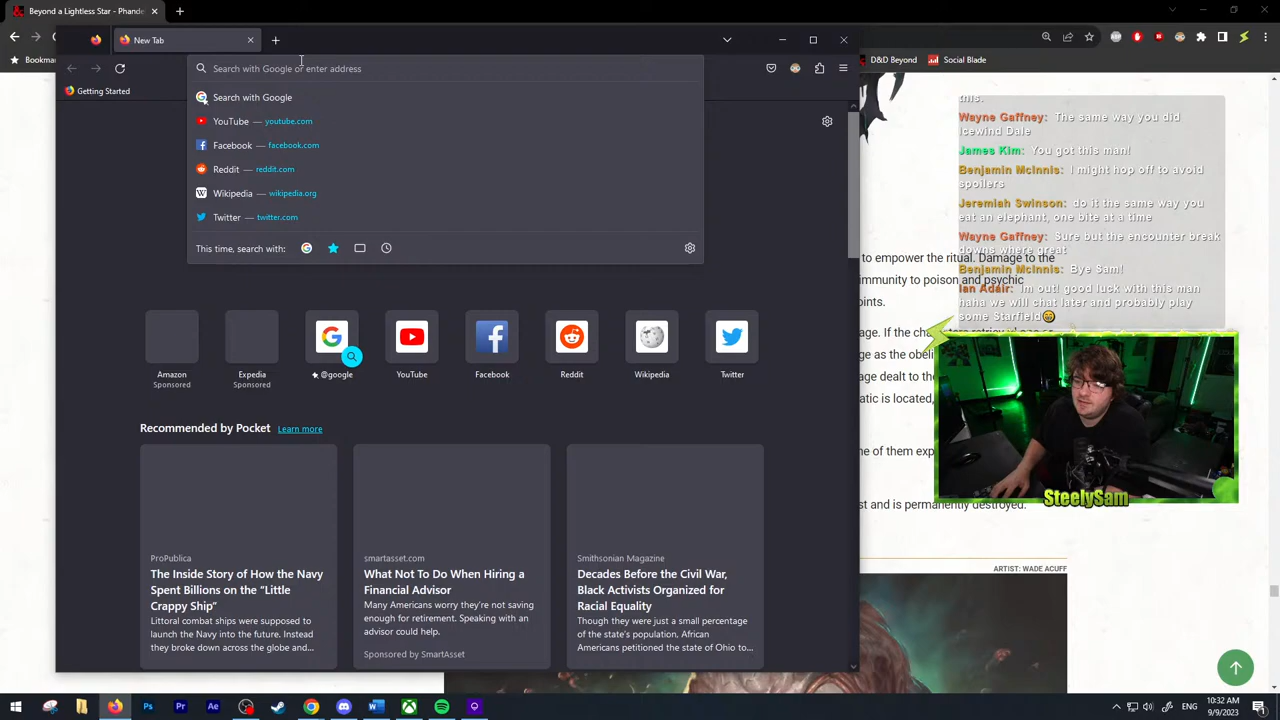 Beyond a Lightless Star - Phande
New Tab
Bookma
D&D Beyond
Social Blade
Search with Google or enter address
Getting Started
Search with Google
YouTube — youtube.com
Facebook — facebook.com
Reddit — reddit.com
Wikipedia — wikipedia.org
Twitter — twitter.com
This time, search with:
Amazon
Sponsored
Expedia
Sponsored
@google
YouTube
Facebook
Reddit
Wikipedia
Twitter
Recommended by Pocket Learn more
ProPublica
The Inside Story of How the Navy
Spent Billions on the “Little
Crappy Ship”
Littoral combat ships were supposed to
launch the Navy into the future. Instead
they broke down across the globe and...
smartasset.com
What Not To Do When Hiring a
Financial Advisor
Many Americans worry they're not saving
enough for retirement. Speaking with an
advisor could help.
Sponsored by SmartAsset
Smithsonian Magazine
Decades Before the Civil War,
Black Activists Organized for
Racial Equality
Though they were just a small percentage
of the state's population, African
Americans petitioned the state of Ohio to...
this.
Wayne Gaffney: The same way you did
Icewind Dale
James Kim: You got this man!
Benjamin McInnis: I might hop off to avoid
spoilers
Jeremiah Swinson: do it the same way you
eat an elephant, one bite at a time
Wayne Gaffney: Sure but the encounter break
downs where great
Benjamin McInnis: Bye Sam!
Ian Adair: Im out! good luck with this man
haha we will chat later and probably play
some Starfield
to empower the ritual. Damage to the
immunity to poison and psychic
oints.
age. If the cha
ge as the obeli
age dealt to the
atic is located,
ne of them exp
st and is permanently destroyed.
SteelySam
ARTIST: WADE ACUFF
10:32 AM
9/9/2023